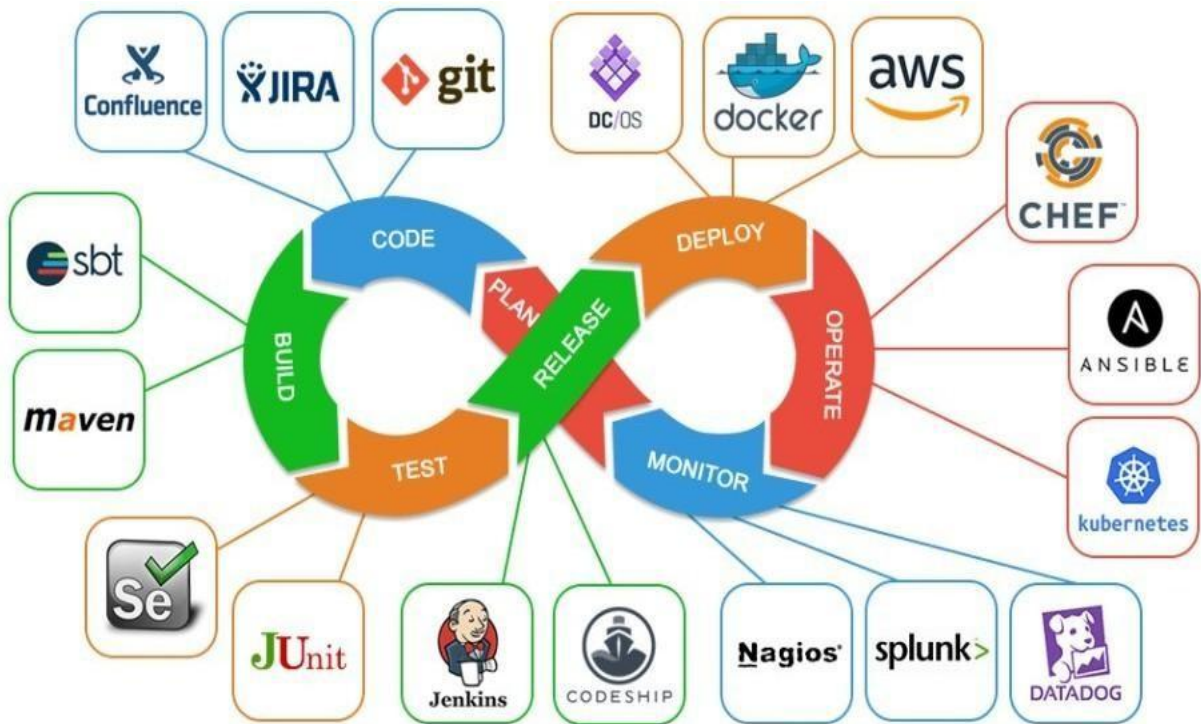 Confluence
JIRA
git
DC/OS
docker
aws
CHEF™
sbt
CODE
DEPLOY
PLAN
RELEASE
BUILD
OPERATE
ANSIBLE
maven
TEST
MONITOR
kubernetes
Se
JUnit
Jenkins
CODESHIP
Nagios®
splunk>
DATADOG